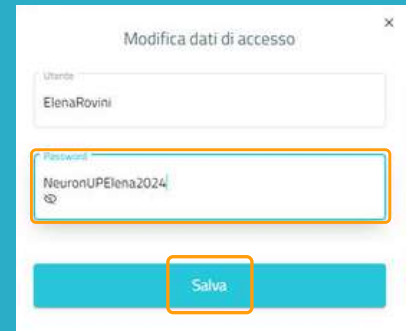 Modifica dati di accesso
Utente
ElenaRovini
Password
NeuronUPElena2024
Salva